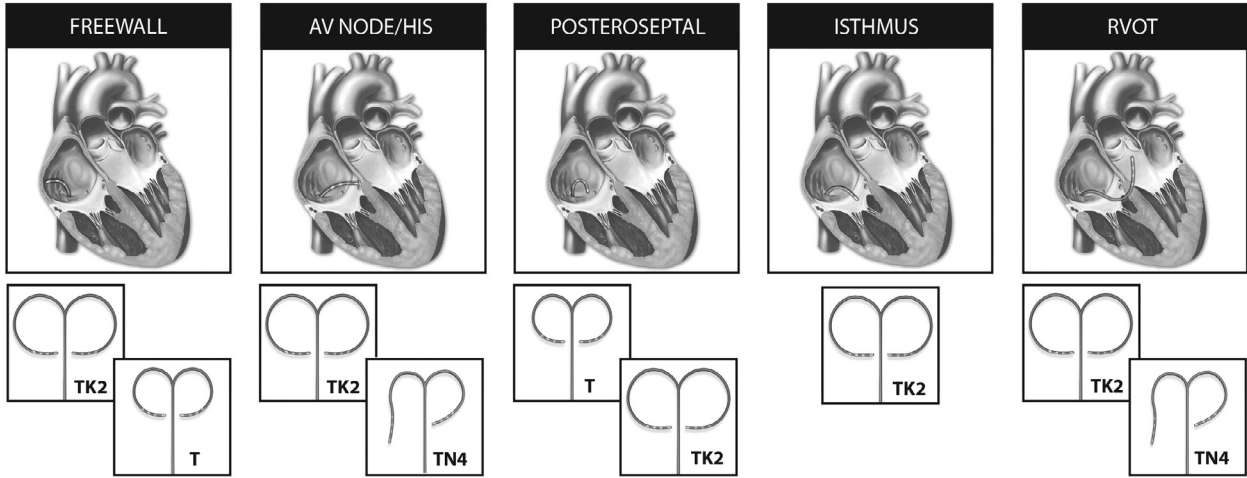 FREEWALL
AV NODE/HIS
POSTEROSEPTAL
ISTHMUS
RVOT
TK2
T
TK2
TN4
T
TK2
TK2
TK2
TN4